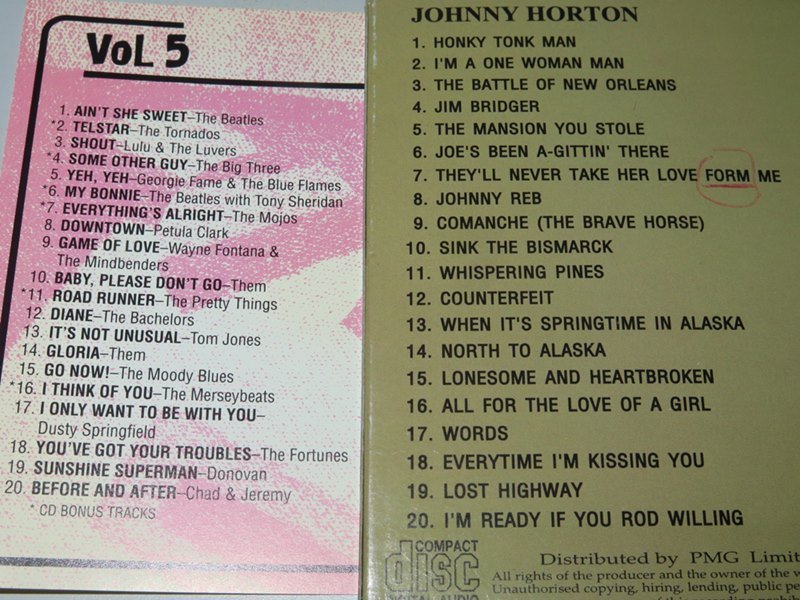 VoL 5
1. AIN'T SHE SWEET–The Beatles
*2. TELSTAR–The Tornados
3. SHOUT–Lulu & The Luvers
*4. SOME OTHER GUY–The Big Three
5. YEH, YEH–Georgie Fame & The Blue Flames
*6. MY BONNIE–The Beatles with Tony Sheridan
*7. EVERYTHING'S ALRIGHT–The Mojos
8. DOWNTOWN–Petula Clark
9. GAME OF LOVE–Wayne Fontana &
The Mindbenders
10. BABY, PLEASE DON'T GO–Them
*11. ROAD RUNNER–The Pretty Things
12. DIANE–The Bachelors
13. IT'S NOT UNUSUAL–Tom Jones
14. GLORIA–Them
15. GO NOW!–The Moody Blues
*16. I THINK OF YOU–The Merseybeats
17. I ONLY WANT TO BE WITH YOU–
Dusty Springfield
18. YOU'VE GOT YOUR TROUBLES–The Fortunes
19. SUNSHINE SUPERMAN–Donovan
20. BEFORE AND AFTER–Chad & Jeremy
* CD BONUS TRACKS
JOHNNY HORTON
1. HONKY TONK MAN
2. I'M A ONE WOMAN MAN
3. THE BATTLE OF NEW ORLEANS
4. JIM BRIDGER
5. THE MANSION YOU STOLE
6. JOE'S BEEN A-GITTIN' THERE
7. THEY'LL NEVER TAKE HER LOVE FORM ME
8. JOHNNY REB
9. COMANCHE (THE BRAVE HORSE)
10. SINK THE BISMARCK
11. WHISPERING PINES
12. COUNTERFEIT
13. WHEN IT'S SPRINGTIME IN ALASKA
14. NORTH TO ALASKA
15. LONESOME AND HEARTBROKEN
16. ALL FOR THE LOVE OF A GIRL
17. WORDS
18. EVERYTIME I'M KISSING YOU
19. LOST HIGHWAY
20. I'M READY IF YOU ROD WILLING
COMPACT
disc
DIGITAL AUDIO
Distributed by PMG Limit
All rights of the producer and the owner of the w
Unauthorised copying, hiring, lending, public pe